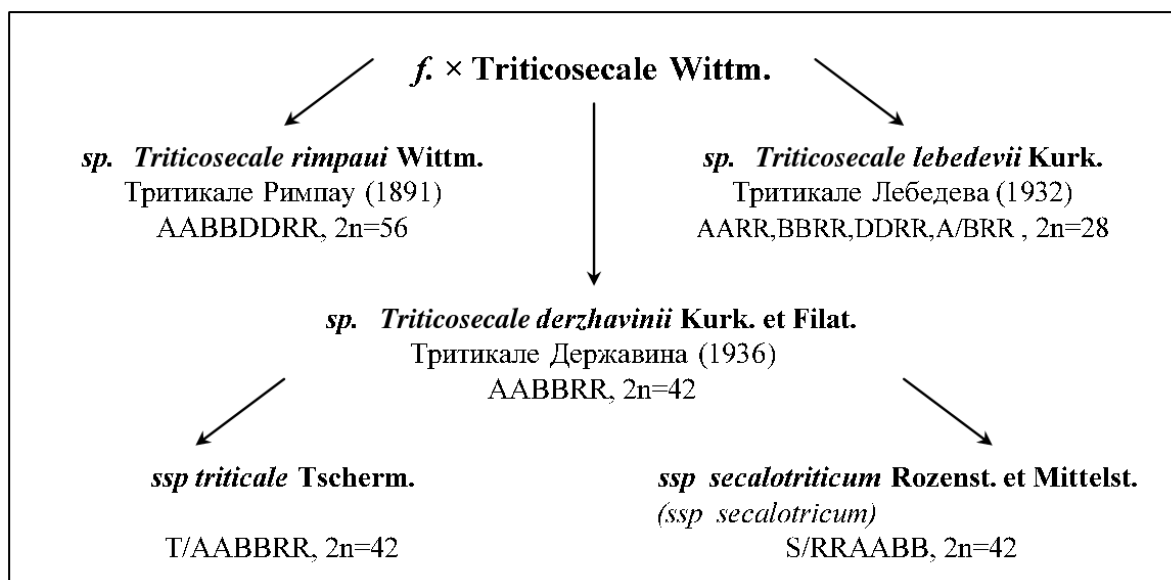 f. × Triticosecale Wittm.
sp. Triticosecale rimpaui Wittm.
Тритикале Римпау (1891)
AABBDDRR, 2n=56
sp. Triticosecale lebedevii Kurk.
Тритикале Лебедева (1932)
AARR,BBRR,DDRR,A/BRR , 2n=28
sp. Triticosecale derzhavinii Kurk. et Filat.
Тритикале Державина (1936)
AABBRR, 2n=42
ssp triticale Tscherm.
T/AABBRR, 2n=42
ssp secalotriticum Rozenst. et Mittelst.
(ssp secalotricum)
S/RRAABB, 2n=42